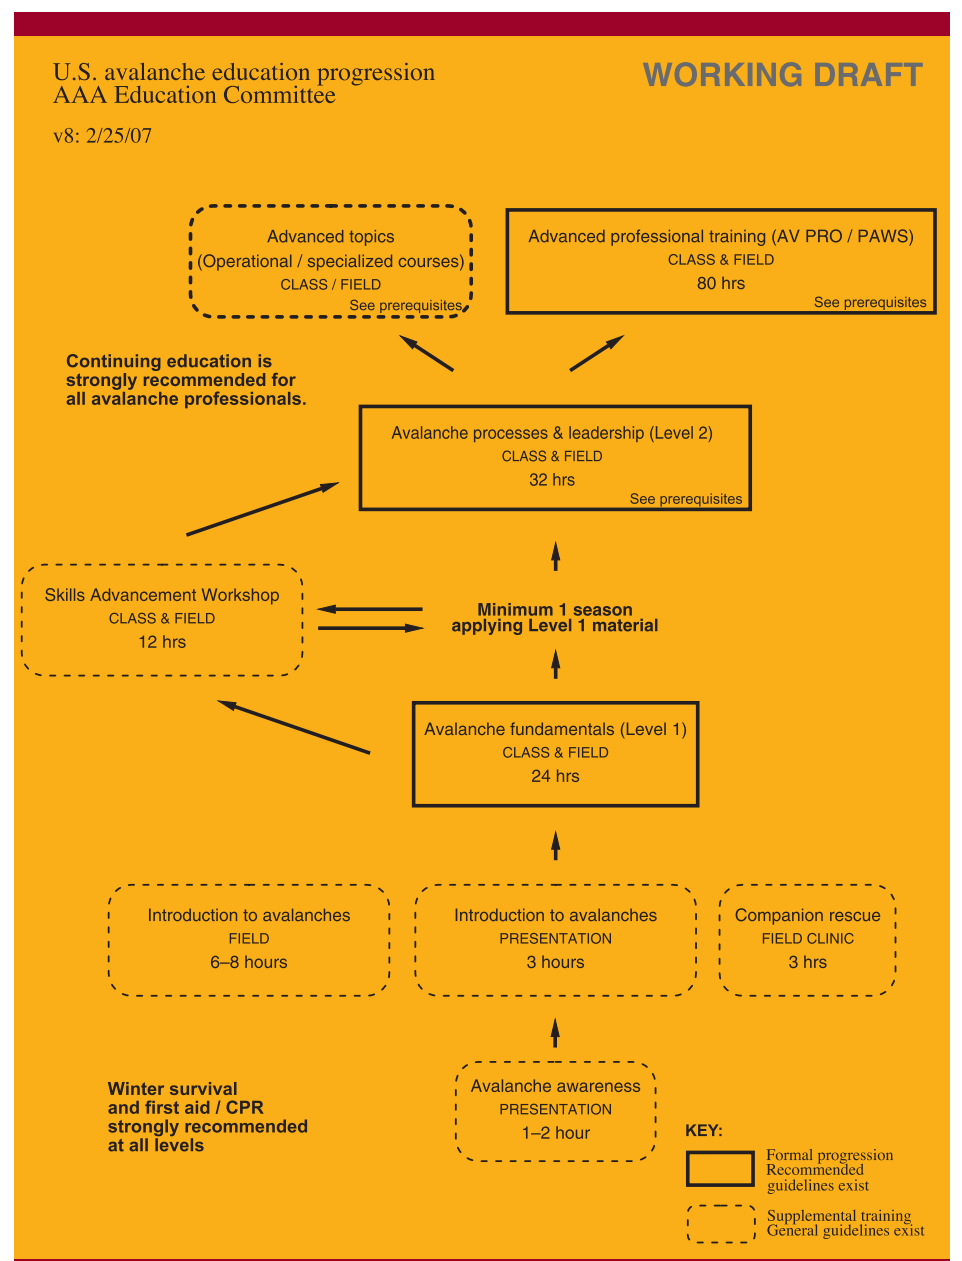 U.S. avalanche education progression
AAA Education Committee
WORKING DRAFT
v8: 2/25/07
Advanced topics
(Operational / specialized courses)
CLASS / FIELD
See prerequisites
Advanced professional training (AV PRO / PAWS)
CLASS & FIELD
80 hrs
See prerequisites
Continuing education is
strongly recommended for
all avalanche professionals.
Avalanche processes & leadership (Level 2)
CLASS & FIELD
32 hrs
See prerequisites
Skills Advancement Workshop
CLASS & FIELD
12 hrs
Minimum 1 season
applying Level 1 material
Avalanche fundamentals (Level 1)
CLASS & FIELD
24 hrs
Introduction to avalanches
FIELD
6–8 hours
Introduction to avalanches
PRESENTATION
3 hours
Companion rescue
FIELD CLINIC
3 hrs
Winter survival
and first aid / CPR
strongly recommended
at all levels
Avalanche awareness
PRESENTATION
1–2 hour
KEY:
Formal progression
Recommended
guidelines exist
Supplemental training
General guidelines exist